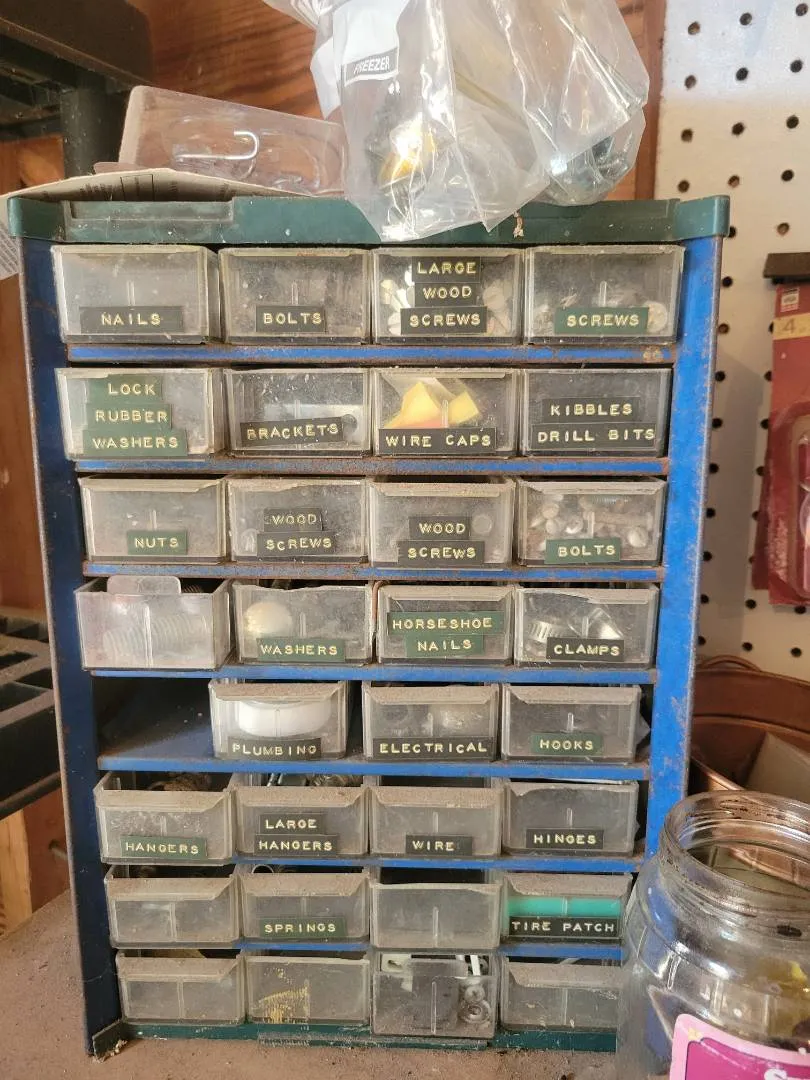 FREEZER
NAILS
BOLTS
LARGE
WOOD
SCREWS
SCREWS
LOCK
RUBBER
WASHERS
BRACKETS
WIRE CAPS
KIBBLES
DRILL BITS
NUTS
WOOD
SCREWS
WOOD
SCREWS
BOLTS
WASHERS
HORSESHOE
NAILS
CLAMPS
PLUMBING
ELECTRICAL
HOOKS
HANGERS
LARGE
HANGERS
WIRE
HINGES
SPRINGS
TIRE PATCH
4